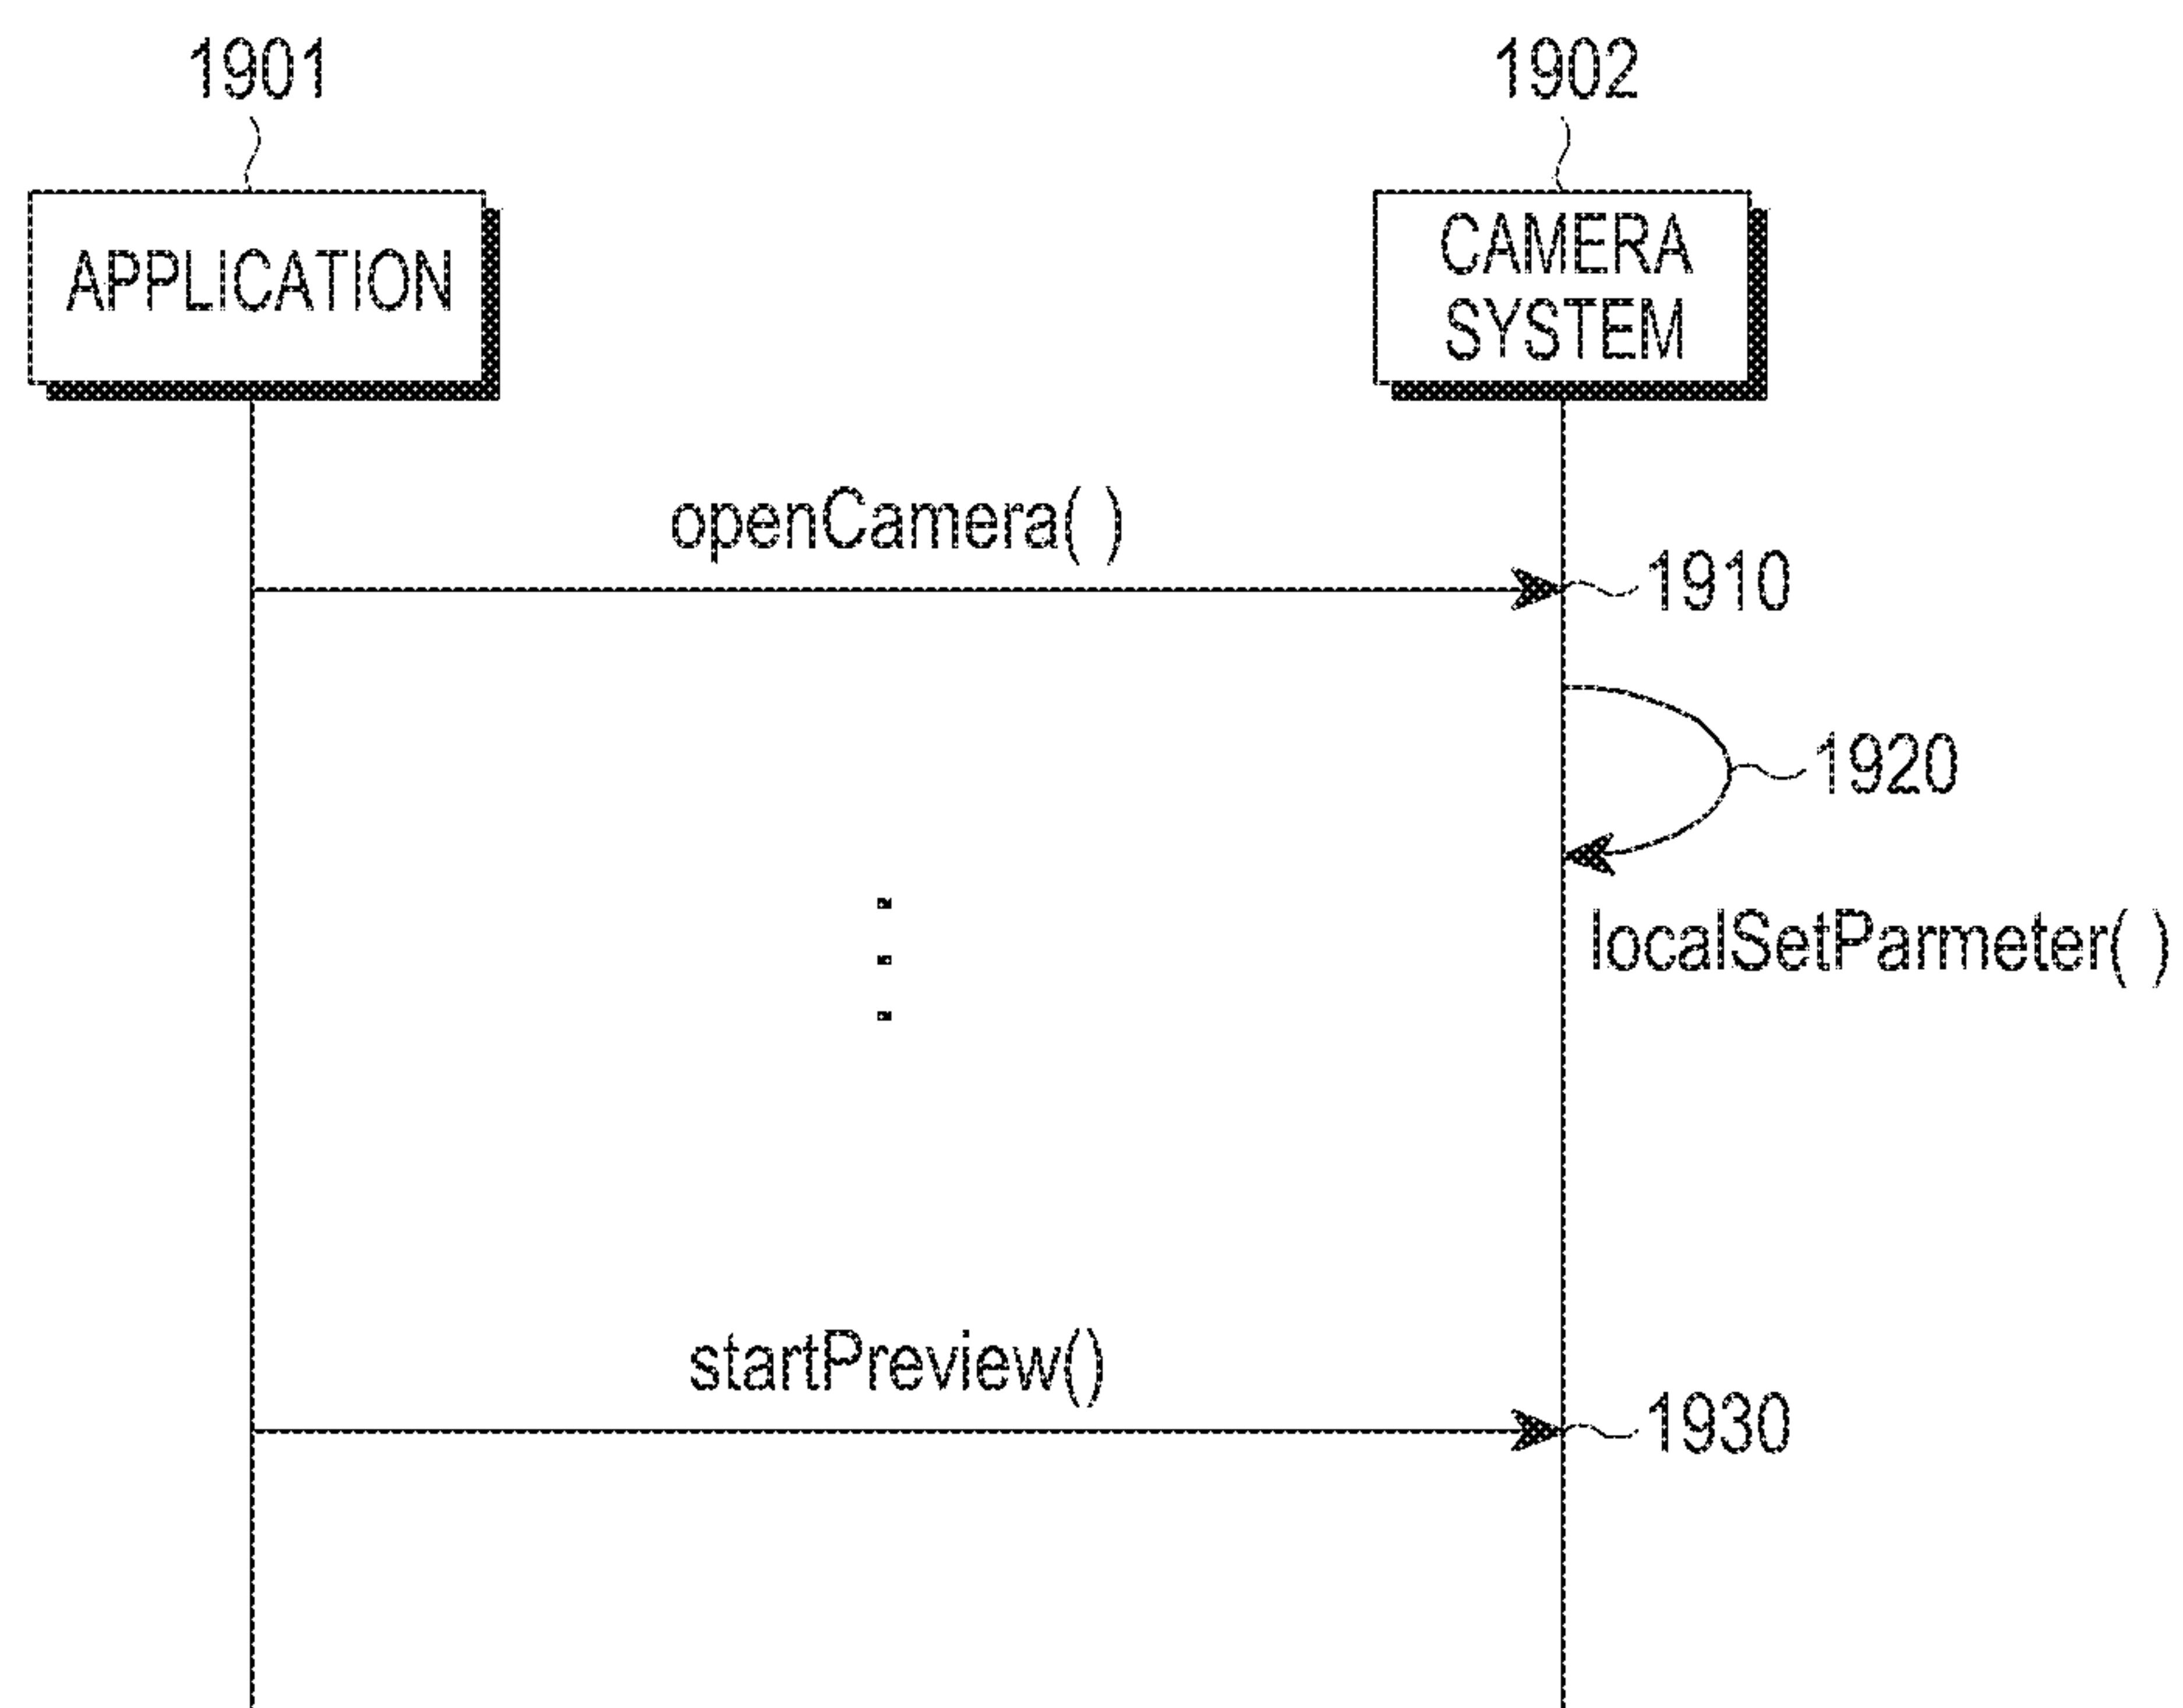 1901
1902
APPLICATION
CAMERA
SYSTEM
openCamera( )
1910
1920
localSetParmeter( )
startPreview()
1930